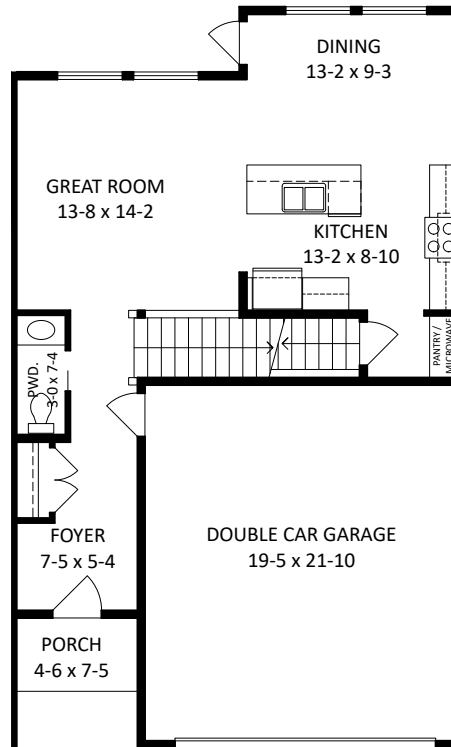 DINING
13-2 x 9-3
GREAT ROOM
13-8 x 14-2
KITCHEN
13-2 x 8-10
PWD.
3-0 x 7-4
PANTRY /
MICROWAVE
FOYER
7-5 x 5-4
DOUBLE CAR GARAGE
19-5 x 21-10
PORCH
4-6 x 7-5